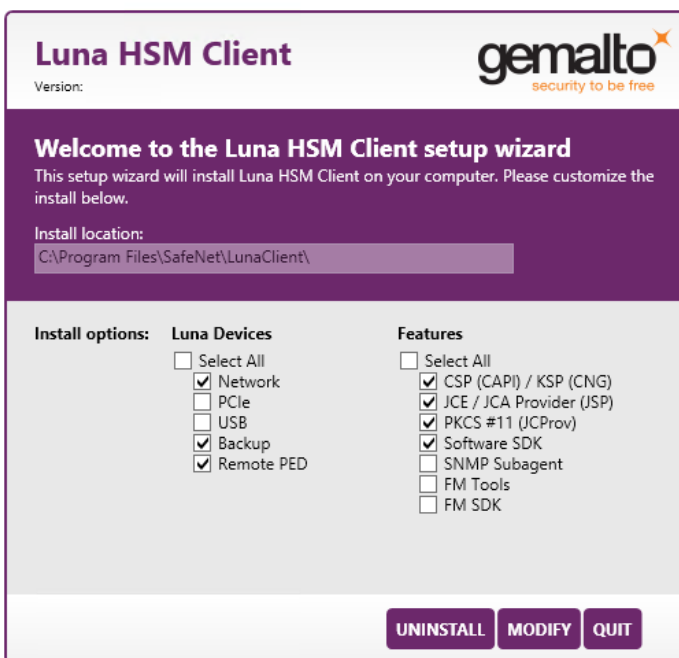 Luna HSM Client
Version:
gemalto
security to be free
Welcome to the Luna HSM Client setup wizard
This setup wizard will install Luna HSM Client on your computer. Please customize the
install below.
Install location:
C:\Program Files\SafeNet\LunaClient\
Install options:
Luna Devices
Select All
Network
PCIe
USB
Backup
Remote PED
Features
Select All
CSP (CAPI) / KSP (CNG)
JCE / JCA Provider (JSP)
PKCS #11 (JCProv)
Software SDK
SNMP Subagent
FM Tools
FM SDK
UNINSTALL
MODIFY
QUIT